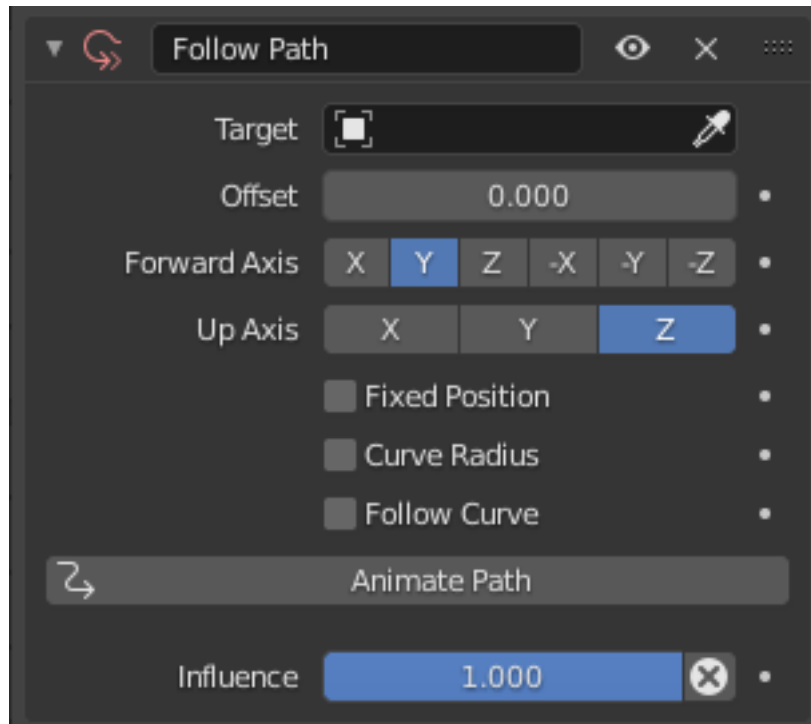 Follow Path
Target
Offset 0.000
Forward Axis X Y Z -X -Y -Z
Up Axis X Y Z
Fixed Position
Curve Radius
Follow Curve
Animate Path
Influence 1.000